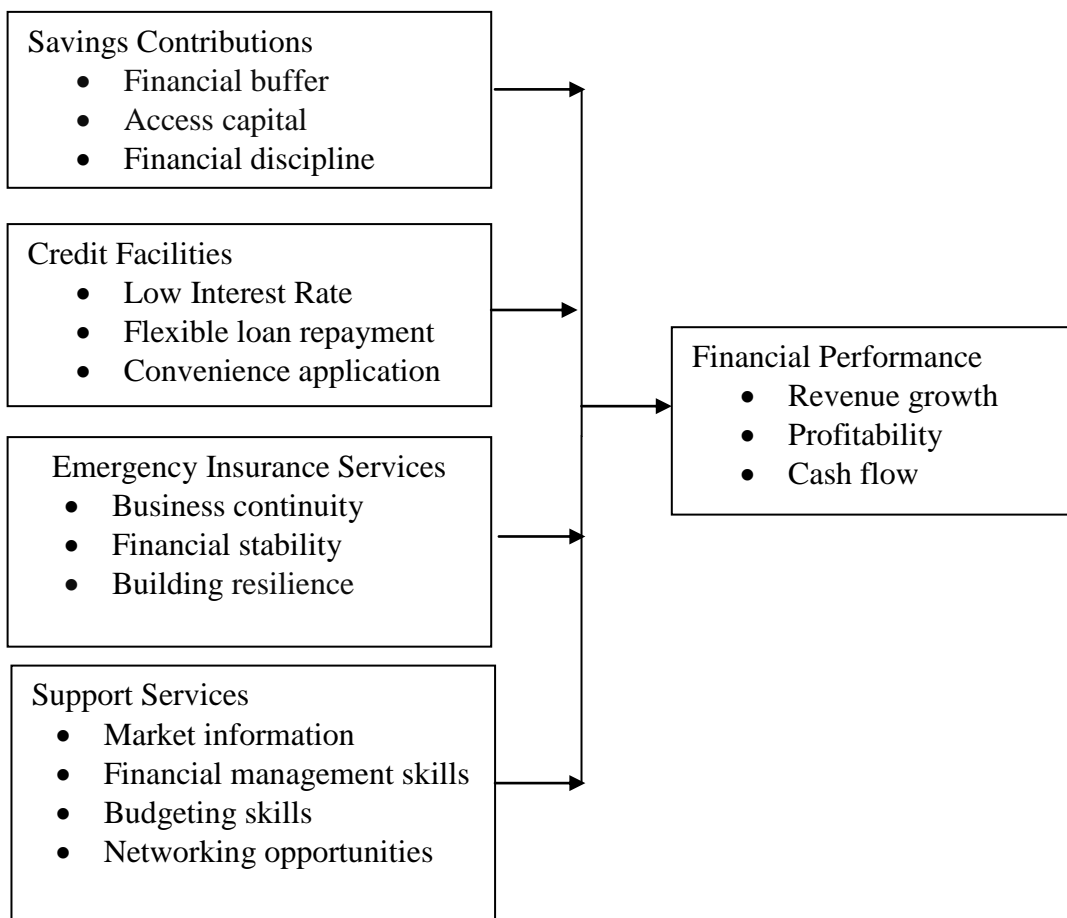 Savings Contributions
• Financial buffer
• Access capital
• Financial discipline
Credit Facilities
• Low Interest Rate
• Flexible loan repayment
• Convenience application
Emergency Insurance Services
• Business continuity
• Financial stability
• Building resilience
Support Services
• Market information
• Financial management skills
• Budgeting skills
• Networking opportunities
Financial Performance
• Revenue growth
• Profitability
• Cash flow